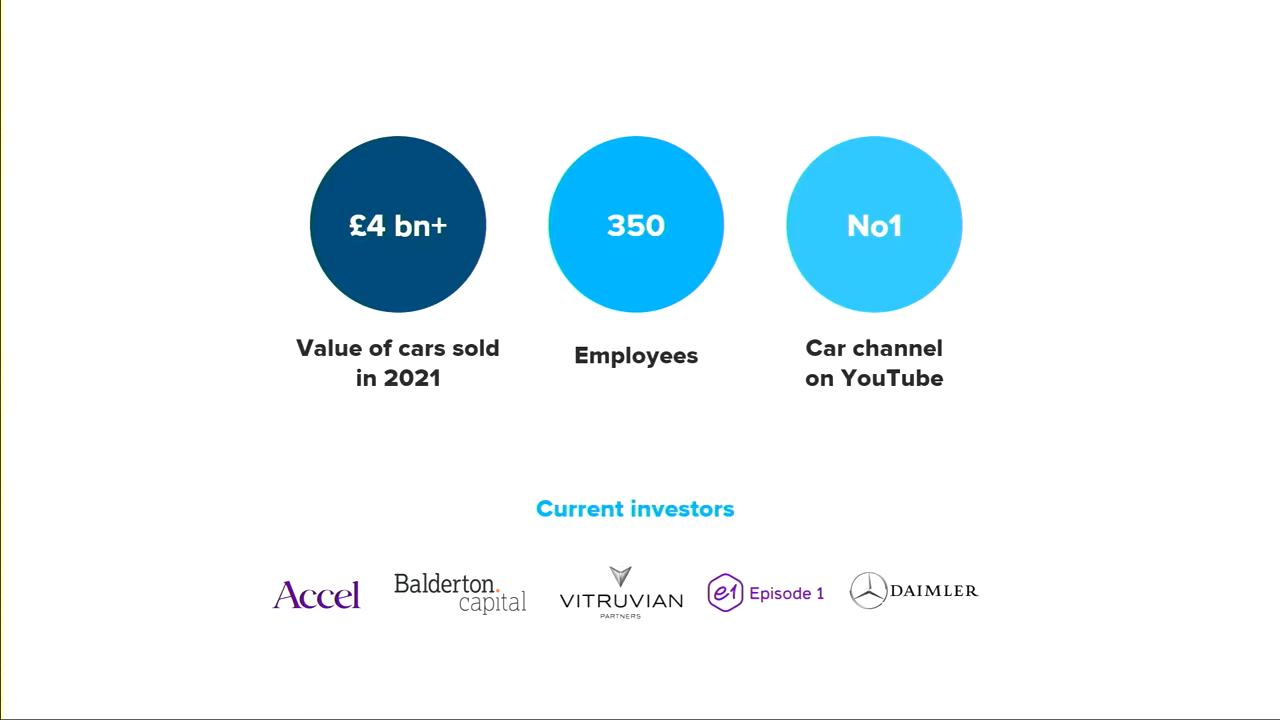 £4 bn+
350
No1
Value of cars sold
in 2021
Employees
Car channel
on YouTube
Current investors
Accel
Balderton.
capital
VITRUVIAN
PARTNERS
e1 Episode 1
DAIMLER